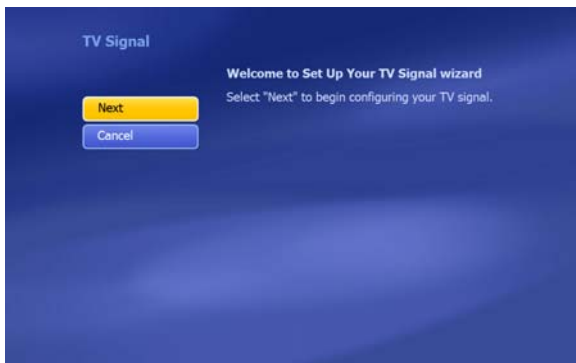 TV Signal
Welcome to Set Up Your TV Signal wizard
Select "Next" to begin configuring your TV signal.
Next
Cancel